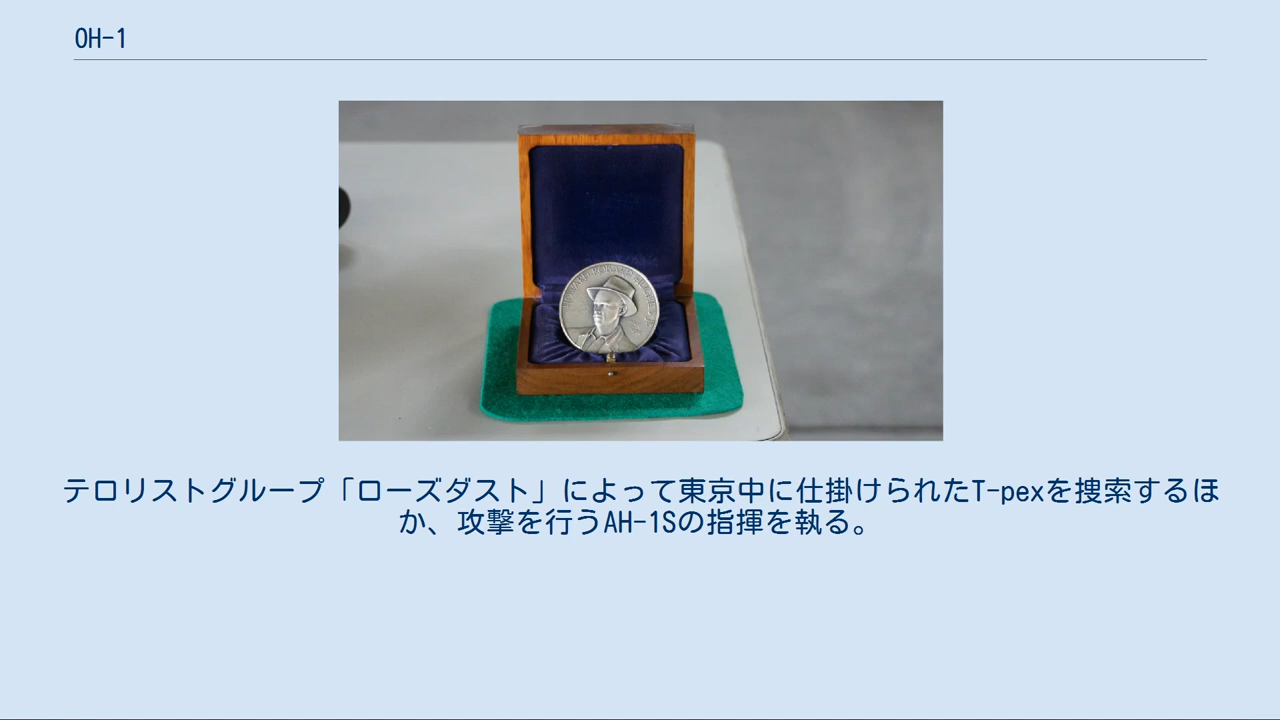 OH-1
テロリストグループ「ローズダスト」によって東京中に仕掛けられたT-pexを捜索するほ
か、攻撃を行うAH-1Sの指揮を執る。